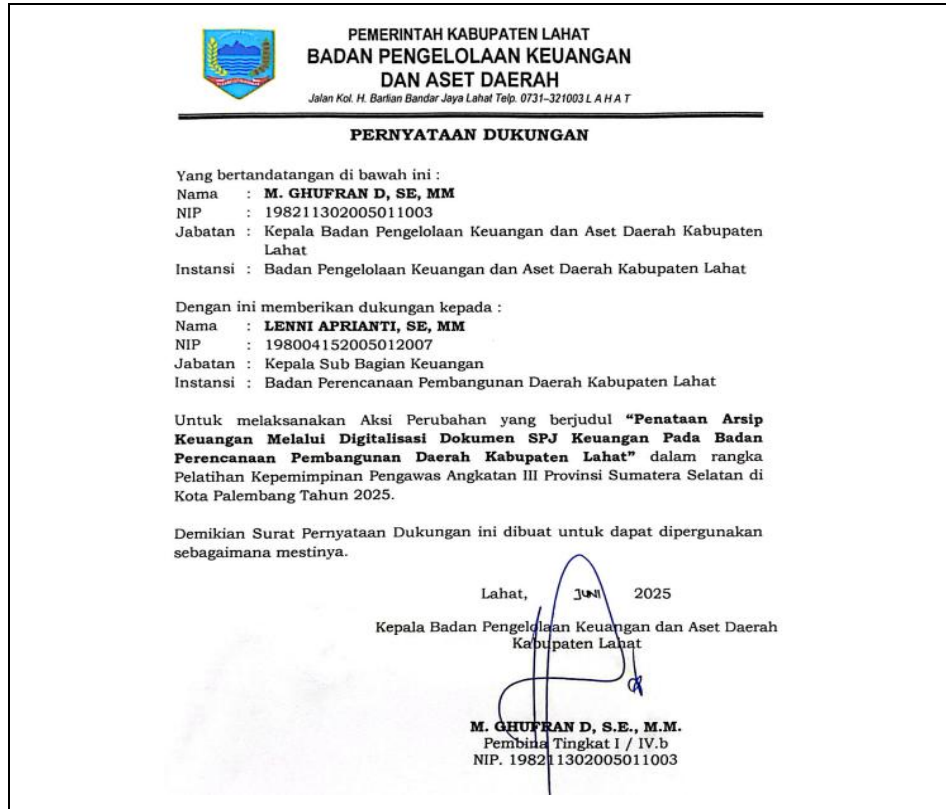 PEMERINTAH KABUPATEN LAHAT
BADAN PENGELOLAAN KEUANGAN
DAN ASET DAERAH
Jalan Kol. H. Barlian Bandar Jaya Lahat Telp. 0731–321003 L A H A T
PERNYATAAN DUKUNGAN
Yang bertandatangan di bawah ini :
Nama : M. GHUFRAN D, SE, MM
NIP : 198211302005011003
Jabatan : Kepala Badan Pengelolaan Keuangan dan Aset Daerah Kabupaten
Lahat
Instansi : Badan Pengelolaan Keuangan dan Aset Daerah Kabupaten Lahat
Dengan ini memberikan dukungan kepada :
Nama : LENNI APRIANTI, SE, MM
NIP : 198004152005012007
Jabatan : Kepala Sub Bagian Keuangan
Instansi : Badan Perencanaan Pembangunan Daerah Kabupaten Lahat
Untuk melaksanakan Aksi Perubahan yang berjudul “Penataan Arsip
Keuangan Melalui Digitalisasi Dokumen SPJ Keuangan Pada Badan
Perencanaan Pembangunan Daerah Kabupaten Lahat” dalam rangka
Pelatihan Kepemimpinan Pengawas Angkatan III Provinsi Sumatera Selatan di
Kota Palembang Tahun 2025.
Demikian Surat Pernyataan Dukungan ini dibuat untuk dapat dipergunakan
sebagaimana mestinya.
Lahat, JUNI 2025
Kepala Badan Pengelolaan Keuangan dan Aset Daerah
Kabupaten Lahat
M. GHUFRAN D, S.E., M.M.
Pembina Tingkat I / IV.b
NIP. 198211302005011003